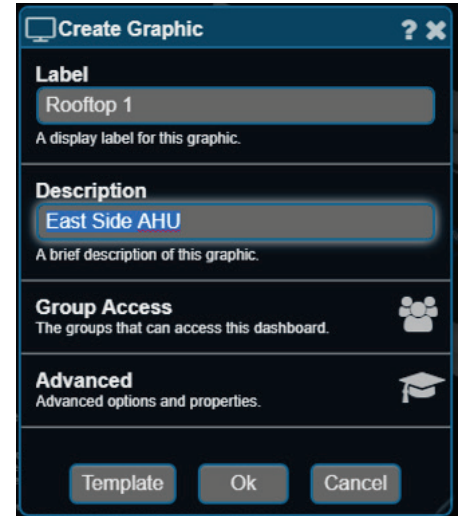 Create Graphic ?
Label
Rooftop 1
A display label for this graphic.
Description
East Side AHU
A brief description of this graphic.
Group Access
The groups that can access this dashboard.
Advanced
Advanced options and properties.
Template Ok Cancel